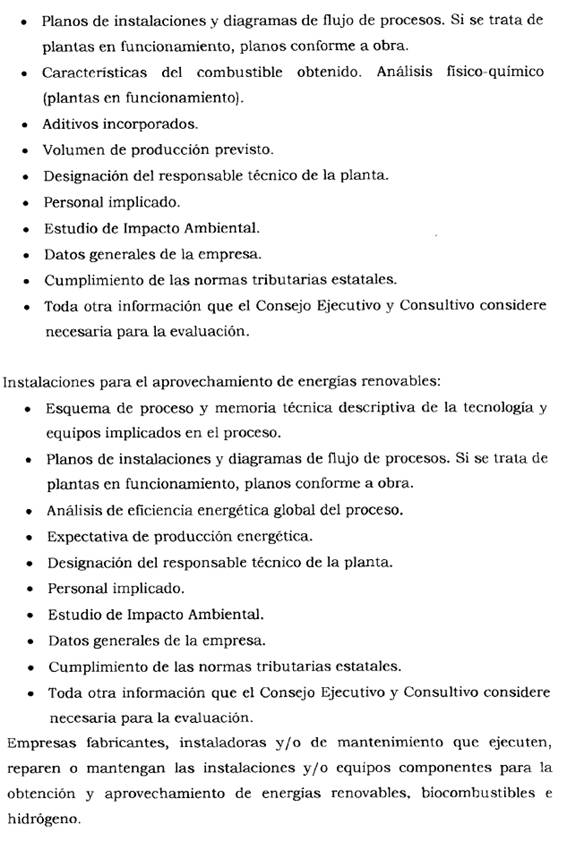 • Planos de instalaciones y diagramas de flujo de procesos. Si se trata de
plantas en funcionamiento, planos conforme a obra.
• Características del combustible obtenido. Análisis físico-químico
(plantas en funcionamiento).
• Aditivos incorporados.
• Volumen de producción previsto.
• Designación del responsable técnico de la planta.
• Personal implicado.
• Estudio de Impacto Ambiental.
• Datos generales de la empresa.
• Cumplimiento de las normas tributarias estatales.
• Toda otra información que el Consejo Ejecutivo y Consultivo considere
necesaria para la evaluación.
Instalaciones para el aprovechamiento de energías renovables:
• Esquema de proceso y memoria técnica descriptiva de la tecnología y
equipos implicados en el proceso.
• Planos de instalaciones y diagramas de flujo de procesos. Si se trata de
plantas en funcionamiento, planos conforme a obra.
• Análisis de eficiencia energética global del proceso.
• Expectativa de producción energética.
• Designación del responsable técnico de la planta.
• Personal implicado.
• Estudio de Impacto Ambiental.
• Datos generales de la empresa.
• Cumplimiento de las normas tributarias estatales.
• Toda otra información que el Consejo Ejecutivo y Consultivo considere
necesaria para la evaluación.
Empresas fabricantes, instaladoras y/o de mantenimiento que ejecuten,
reparen o mantengan las instalaciones y/o equipos componentes para la
obtención y aprovechamiento de energías renovables, biocombustibles e
hidrógeno.